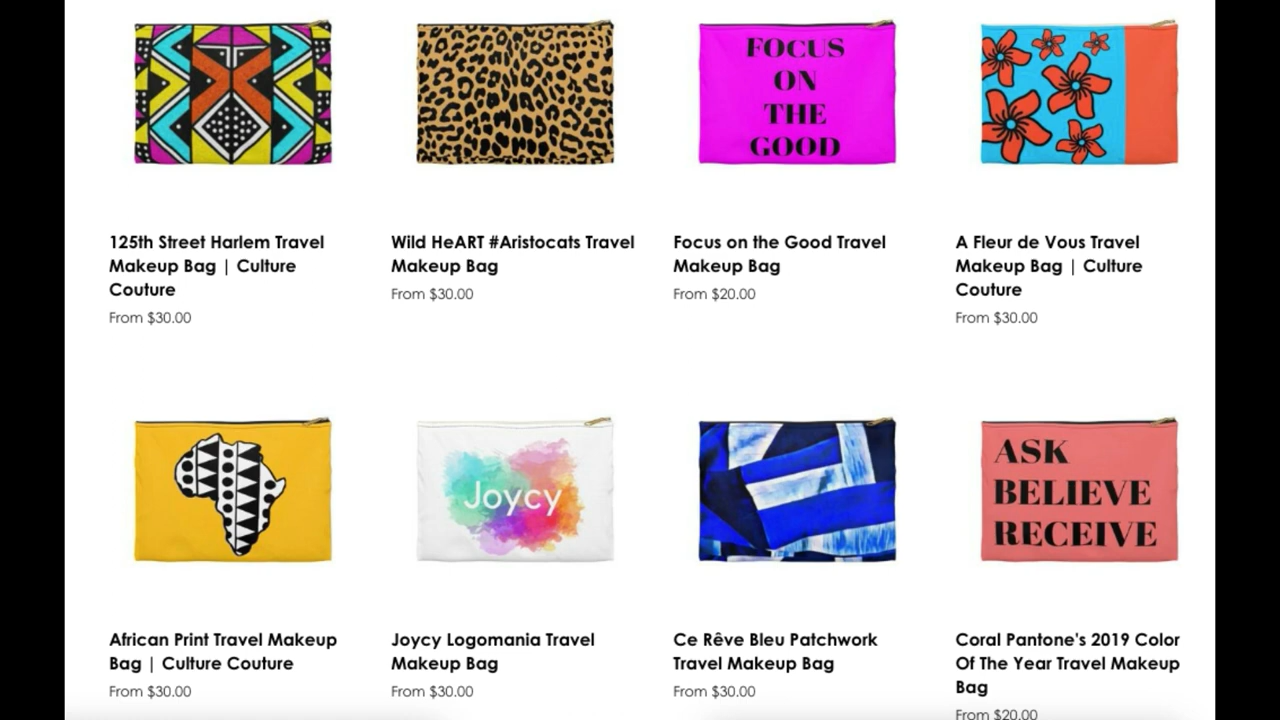 FOCUS
ON
THE
GOOD
125th Street Harlem Travel
Makeup Bag | Culture
Couture
From $30.00
Wild HeART #Aristocats Travel
Makeup Bag
From $30.00
Focus on the Good Travel
Makeup Bag
From $20.00
A Fleur de Vous Travel
Makeup Bag | Culture
Couture
From $30.00
Joycy
ASK
BELIEVE
RECEIVE
African Print Travel Makeup
Bag | Culture Couture
From $30.00
Joycy Logomania Travel
Makeup Bag
From $30.00
Ce Rêve Bleu Patchwork
Travel Makeup Bag
From $30.00
Coral Pantone's 2019 Color
Of The Year Travel Makeup
Bag
From $20.00